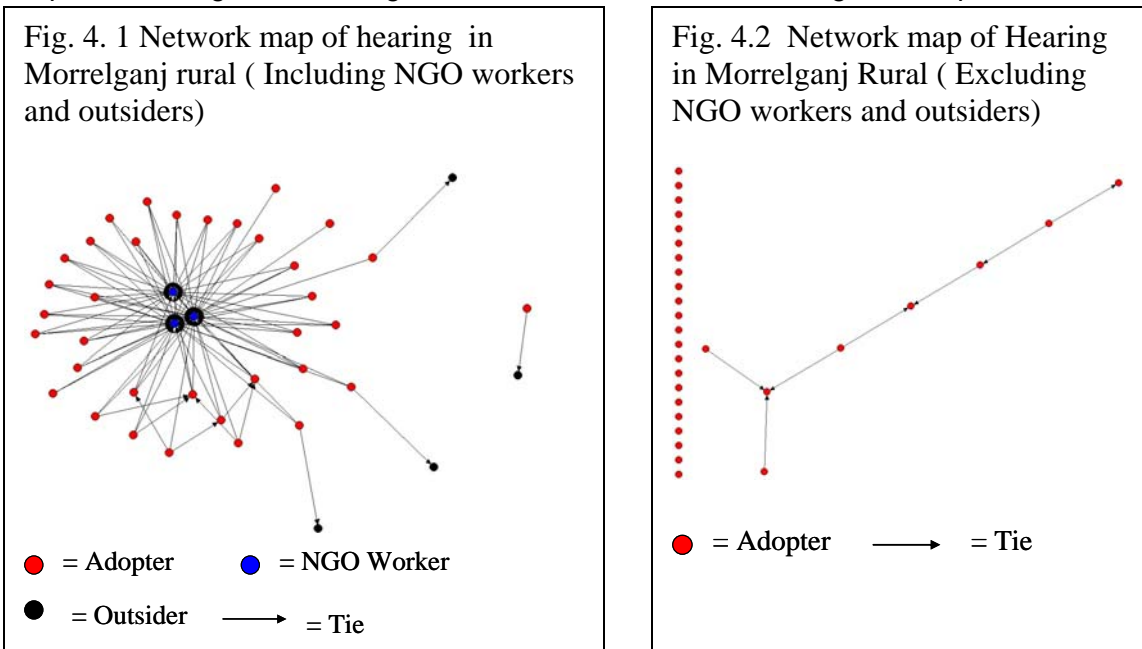 Fig. 4. 1 Network map of hearing in
Morrelganj rural ( Including NGO workers
and outsiders)
= Adopter
= NGO Worker
= Outsider
= Tie
Fig. 4.2 Network map of Hearing
in Morrelganj Rural ( Excluding
NGO workers and outsiders)
= Adopter
= Tie